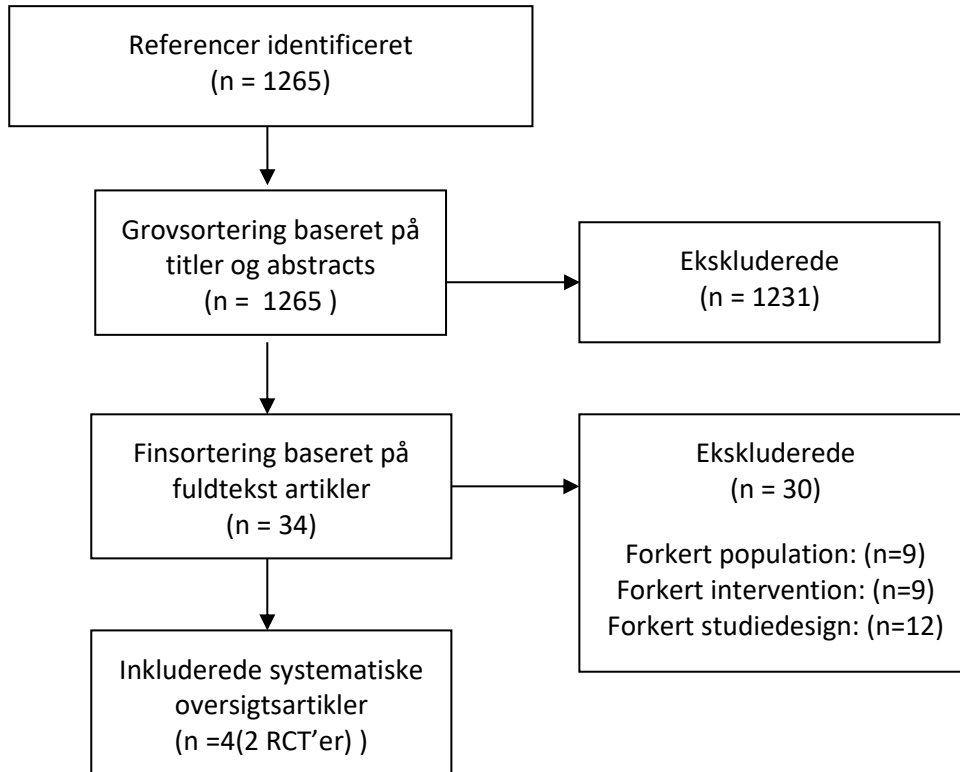 Referencer identificeret
(n = 1265)
Grovsortering baseret på
titler og abstracts
(n =  1265 )
Ekskluderede
(n = 1231)
Finsortering baseret på
fuldtekst artikler
(n = 34)
Ekskluderede
(n = 30)
Forkert population: (n=9)
Forkert intervention: (n=9)
Forkert studiedesign: (n=12)
Inkluderede systematiske
oversigtsartikler
(n =4(2 RCT’er) )